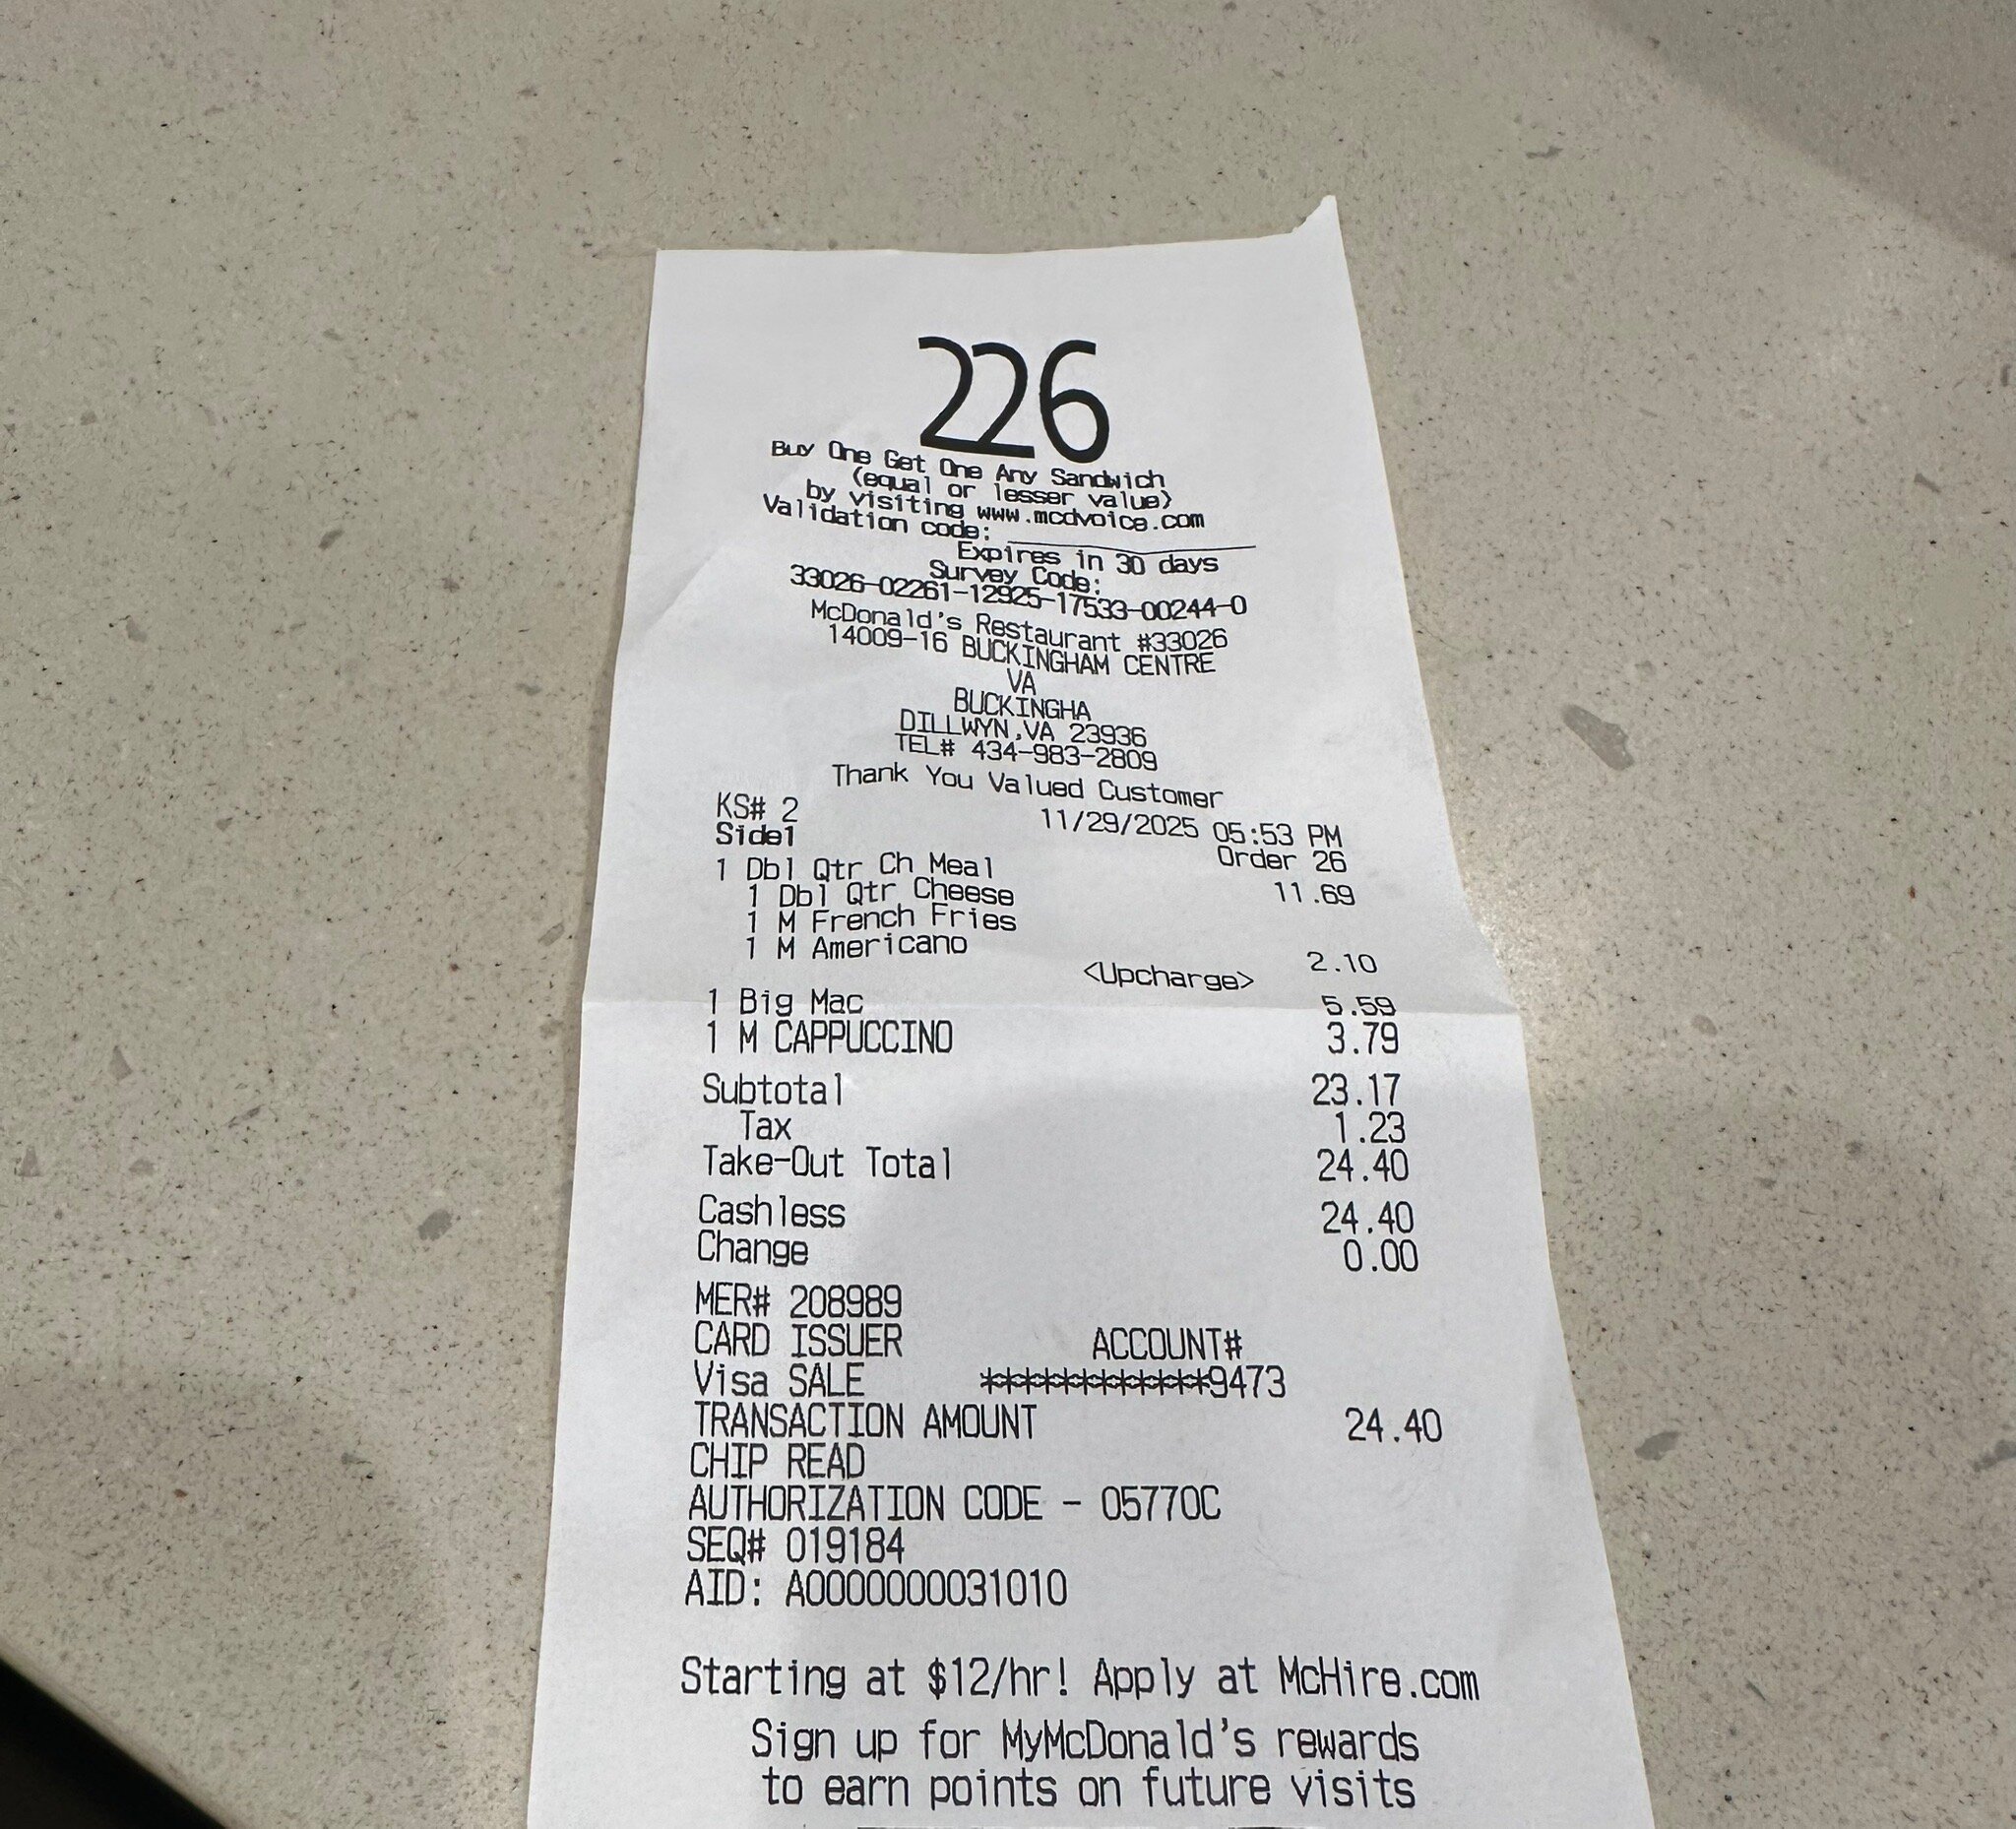 226
Buy One Get One Any Sandwich
(equal or lesser value)
by visiting www.mcdvoice.com
Validation code: 
Expires in 30 days
Survey Code:
33026-02261-12925-17533-00244-0
McDonald's Restaurant #33026
14009-16 BUCKINGHAM CENTRE
VA
BUCKINGHA
DILLWYN,VA 23936
TEL# 434-983-2809
Thank You Valued Customer
KS# 2 11/29/2025 05:53 PM
Side1 Order 26
1 Dbl Qtr Ch Meal 11.69
1 Dbl Qtr Cheese
1 M French Fries
1 M Americano
<Upcharge> 2.10
1 Big Mac 5.59
1 M CAPPUCCINO 3.79
Subtotal 23.17
Tax 1.23
Take-Out Total 24.40
Cashless 24.40
Change 0.00
MER# 208989
CARD ISSUER ACCOUNT#
Visa SALE ************9473
TRANSACTION AMOUNT 24.40
CHIP READ
AUTHORIZATION CODE - 05770C
SEQ# 019184
AID: A0000000031010
Starting at $12/hr! Apply at McHire.com
Sign up for MyMcDonald's rewards
to earn points on future visits